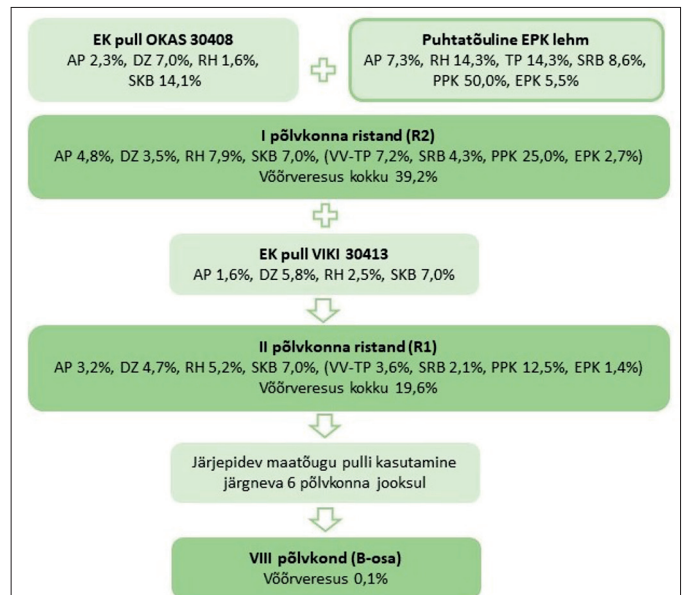 EK pull OKAS 30408
AP 2,3%, DZ 7,0%, RH 1,6%,
SKB 14,1%
Puhtatõuline EPK lehm
AP 7,3%, RH 14,3%, TP 14,3%, SRB 8,6%,
PPK 50,0%, EPK 5,5%
I põlvkonna ristand (R2)
AP 4,8%, DZ 3,5%, RH 7,9%, SKB 7,0%, (VV-TP 7,2%, SRB 4,3%, PPK 25,0%, EPK 2,7%)
Võõrveresus kokku 39,2%
EK pull VIKI 30413
AP 1,6%, DZ 5,8%, RH 2,5%, SKB 7,0%
II põlvkonna ristand (R1)
AP 3,2%, DZ 4,7%, RH 5,2%, SKB 7,0%, (VV-TP 3,6%, SRB 2,1%, PPK 12,5%, EPK 1,4%)
Võõrveresus kokku 19,6%
Järjepidev maatõugu pulli kasutamine
järgneva 6 põlvkonna jooksul
VIII põlvkond (B-osa)
Võõrveresus 0,1%